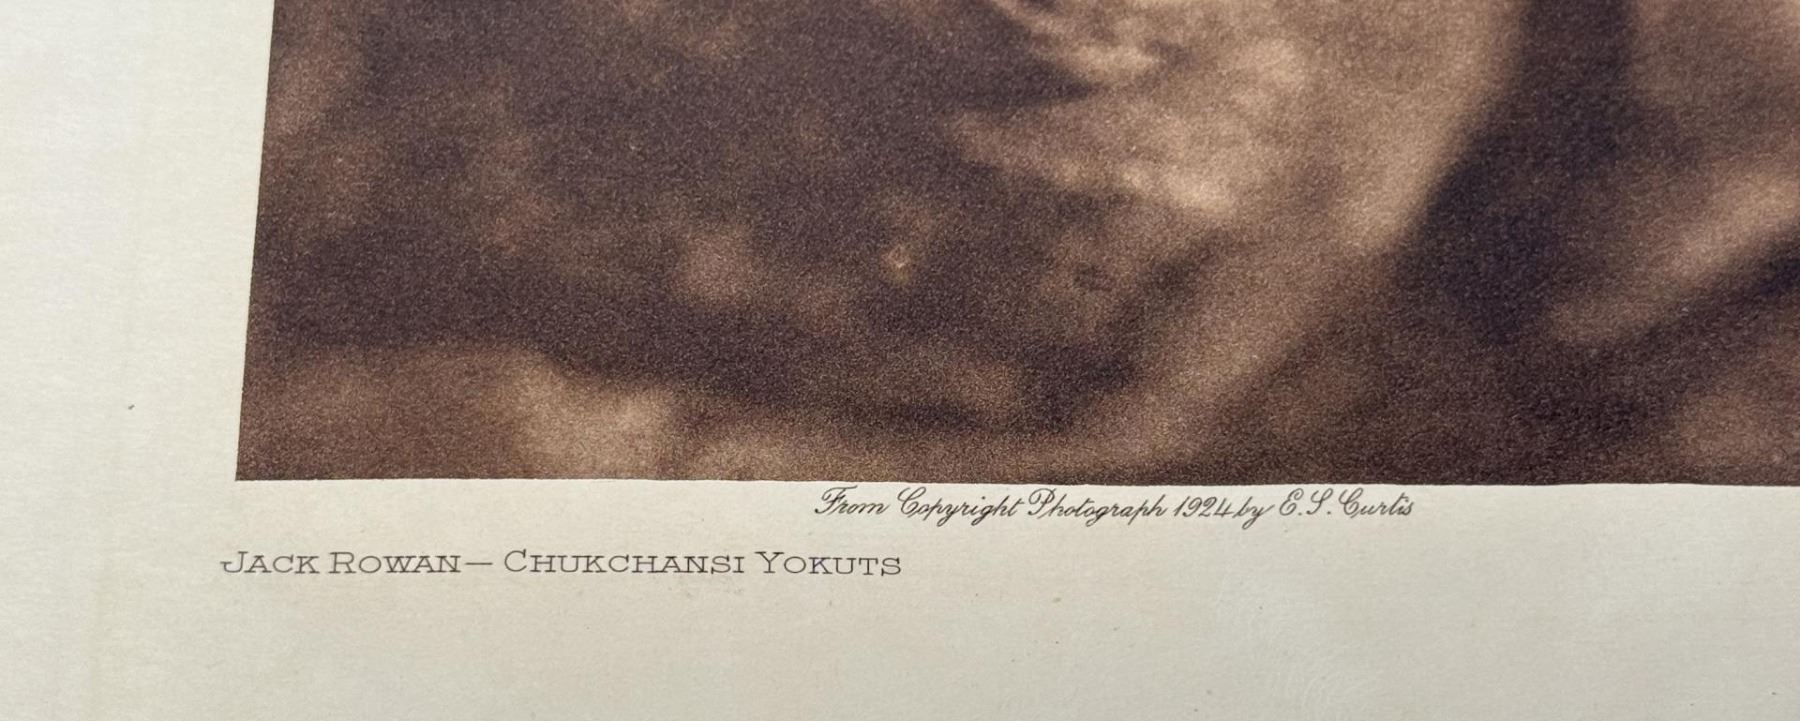 From Copyright Photograph 1924 by E.S. Curtis
Jack Rowan— Chukchansi Yokuts